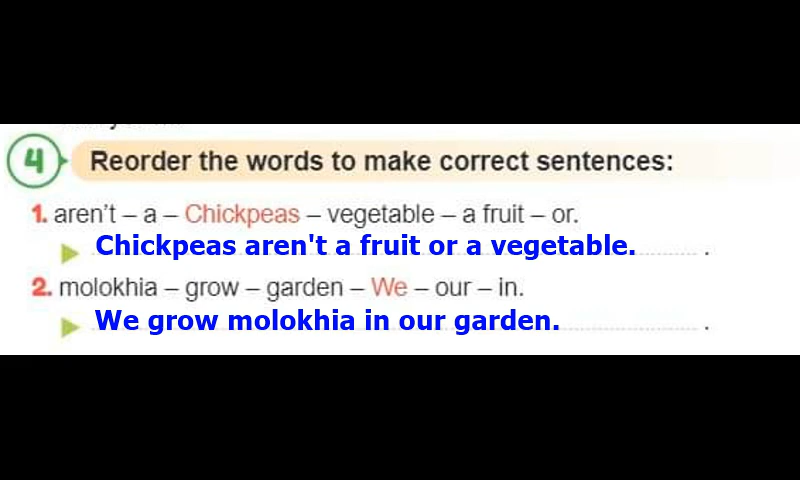 4 Reorder the words to make correct sentences:
1. aren't – a – Chickpeas – vegetable – a fruit – or.
Chickpeas aren't a fruit or a vegetable. .
2. molokhia – grow – garden – We – our – in.
We grow molokhia in our garden. .